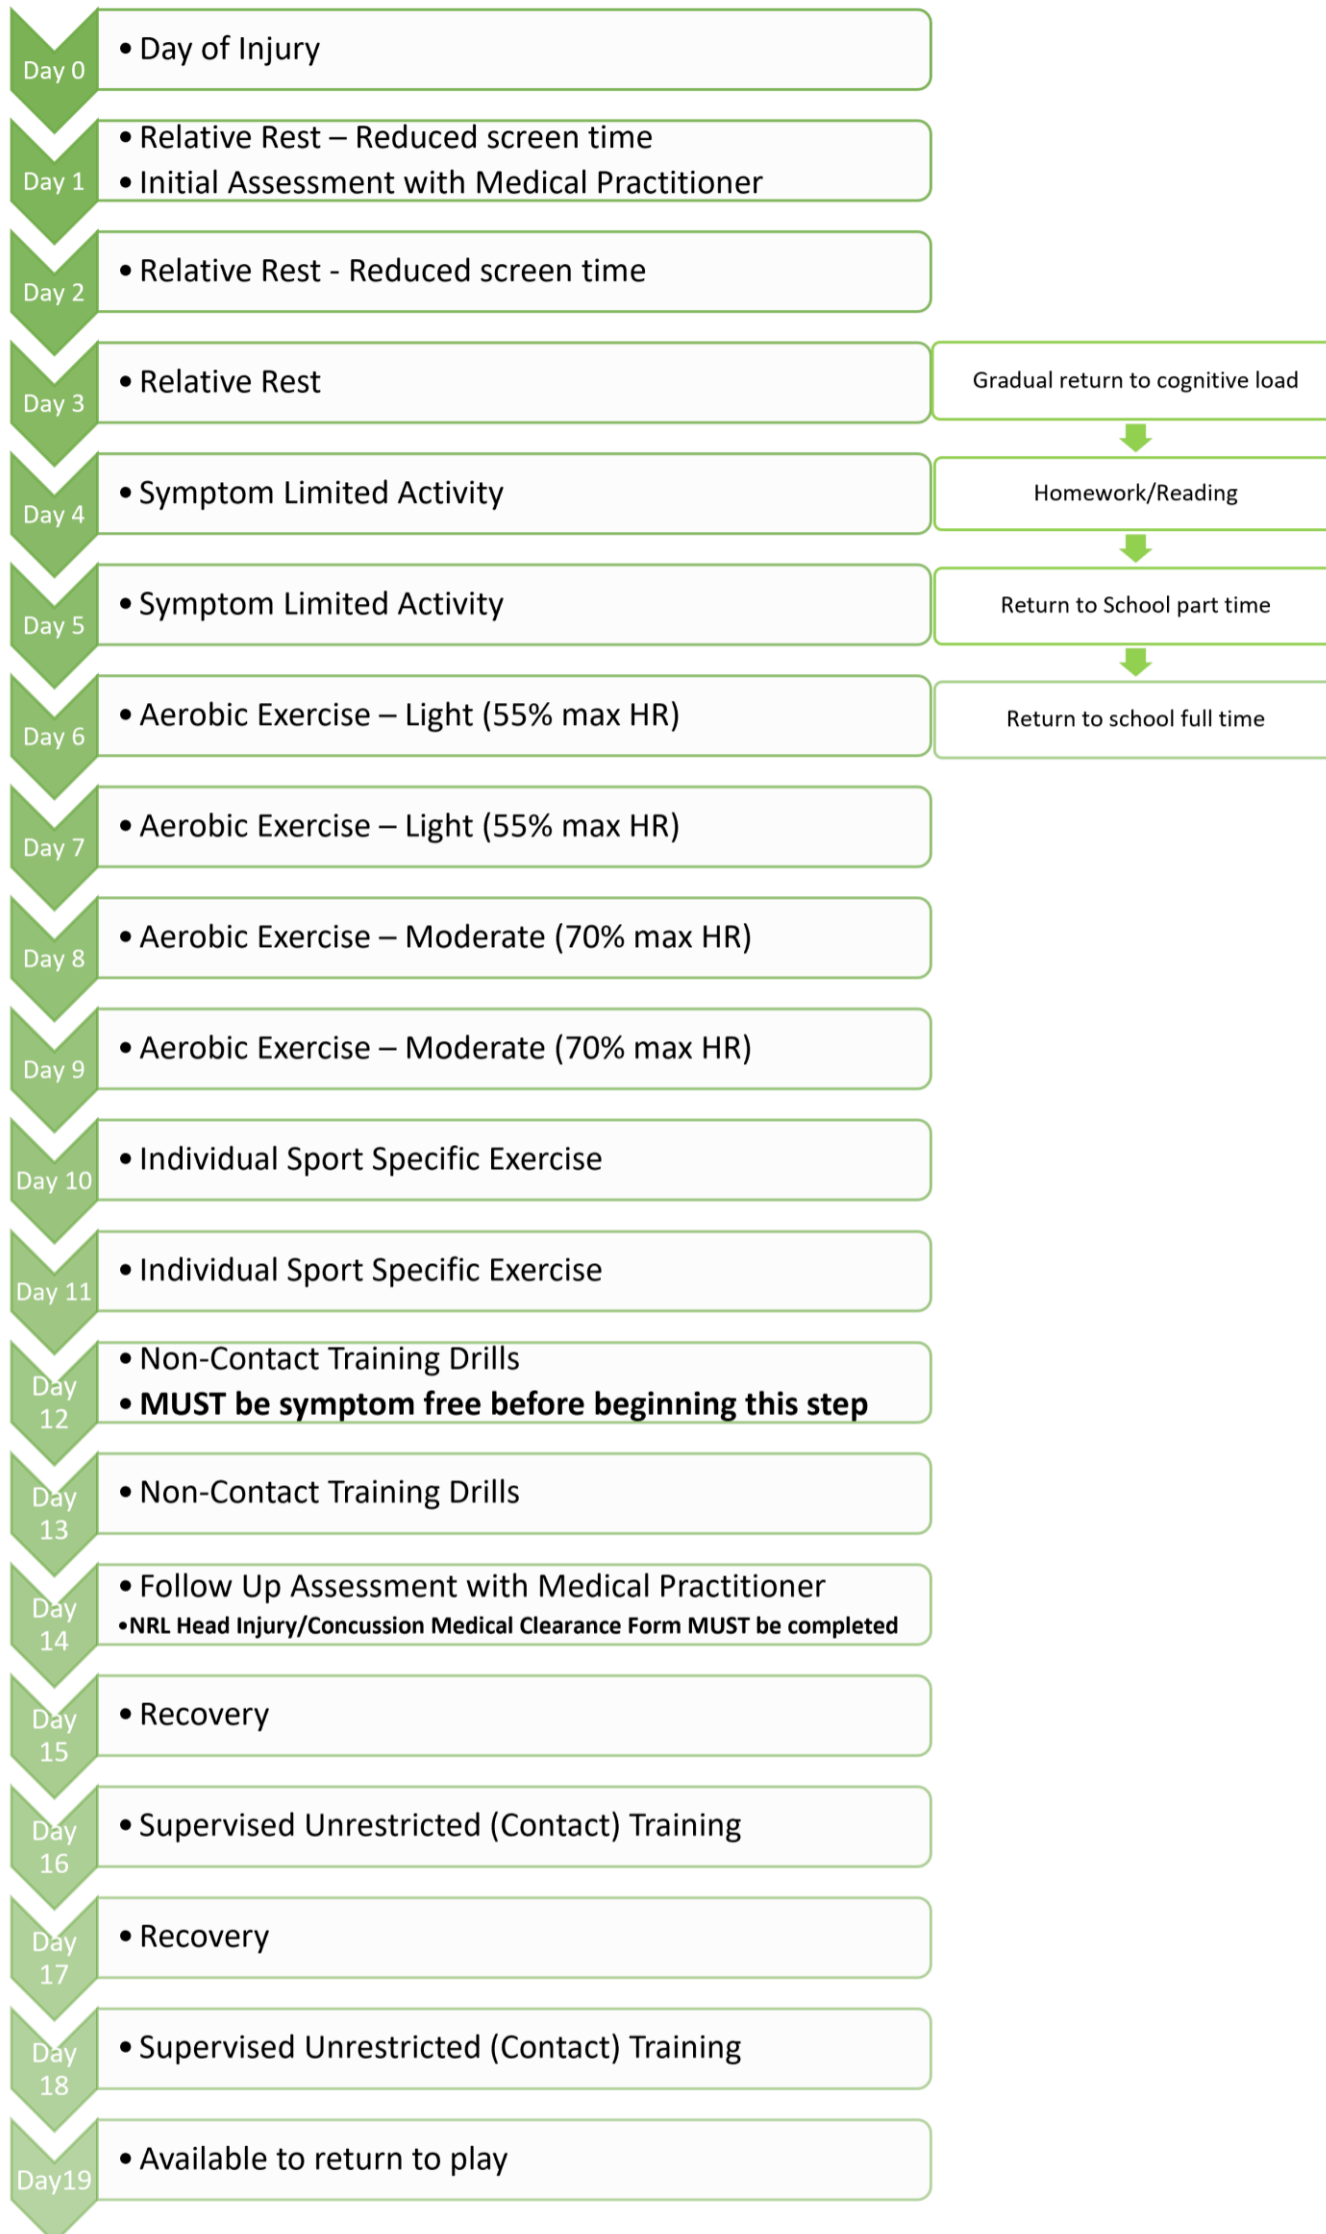 Day 0
• Day of Injury
Day 1
• Relative Rest – Reduced screen time
• Initial Assessment with Medical Practitioner
Day 2
• Relative Rest - Reduced screen time
Day 3
• Relative Rest
Gradual return to cognitive load
Day 4
• Symptom Limited Activity
Homework/Reading
Day 5
• Symptom Limited Activity
Return to School part time
Day 6
• Aerobic Exercise – Light (55% max HR)
Return to school full time
Day 7
• Aerobic Exercise – Light (55% max HR)
Day 8
• Aerobic Exercise – Moderate (70% max HR)
Day 9
• Aerobic Exercise – Moderate (70% max HR)
Day 10
• Individual Sport Specific Exercise
Day 11
• Individual Sport Specific Exercise
Day
12
• Non-Contact Training Drills
• MUST be symptom free before beginning this step
Day
13
• Non-Contact Training Drills
Day
14
• Follow Up Assessment with Medical Practitioner
•NRL Head Injury/Concussion Medical Clearance Form MUST be completed
Day
15
• Recovery
Day
16
• Supervised Unrestricted (Contact) Training
Day
17
• Recovery
Day
18
• Supervised Unrestricted (Contact) Training
Day19
• Available to return to play